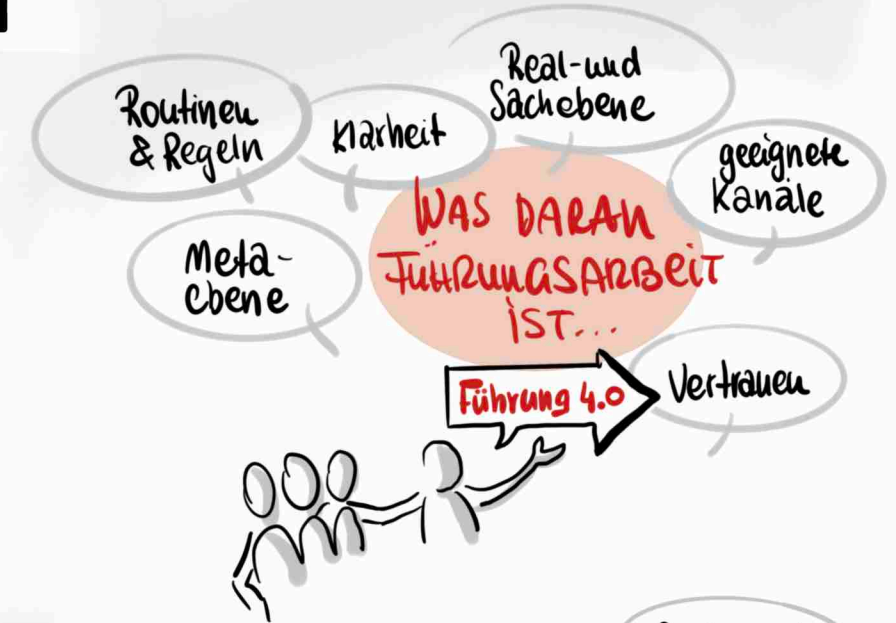 Routinen
& Regeln
Klarheit
Real-und
Sachebene
geeignete
Kanäle
Meta-
Ebene
WAS DARAN
FÜHRUNGSARBEIT
IST...
Führung 4.0
Vertrauen